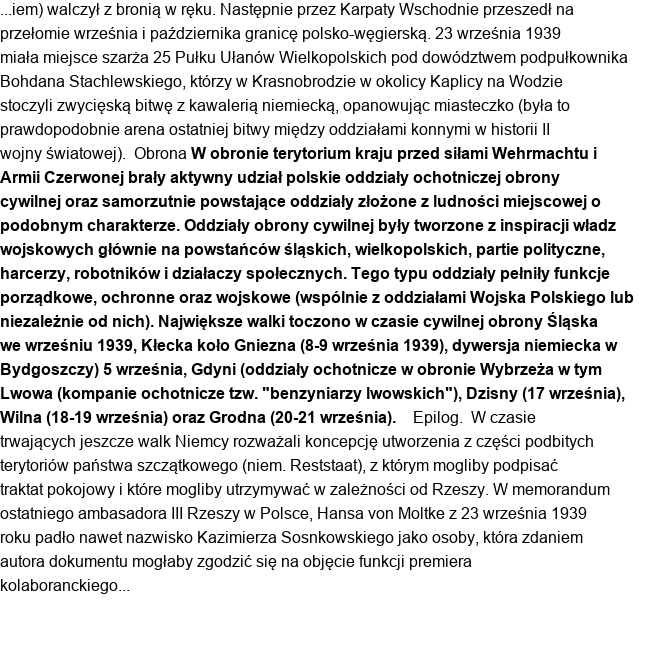 ...iem) walczył z bronią w ręku. Następnie przez Karpaty Wschodnie przeszedł na
przełomie września i października granicę polsko-węgierską. 23 września 1939
miała miejsce szarża 25 Pułku Ułanów Wielkopolskich pod dowództwem podpułkownika
Bohdana Stachlewskiego, którzy w Krasnobrodzie w okolicy Kaplicy na Wodzie
stoczyli zwycięską bitwę z kawalerią niemiecką, opanowując miasteczko (była to
prawdopodobnie arena ostatniej bitwy między oddziałami konnymi w historii II
wojny światowej).  Obrona W obronie terytorium kraju przed siłami Wehrmachtu i
Armii Czerwonej brały aktywny udział polskie oddziały ochotniczej obrony
cywilnej oraz samorzutnie powstające oddziały złożone z ludności miejscowej o
podobnym charakterze. Oddziały obrony cywilnej były tworzone z inspiracji władz
wojskowych głównie na powstańców śląskich, wielkopolskich, partie polityczne,
harcerzy, robotników i działaczy społecznych. Tego typu oddziały pełniły funkcje
porządkowe, ochronne oraz wojskowe (wspólnie z oddziałami Wojska Polskiego lub
niezależnie od nich). Największe walki toczono w czasie cywilnej obrony Śląska
we wrześniu 1939, Kłecka koło Gniezna (8-9 września 1939), dywersja niemiecka w
Bydgoszczy) 5 września, Gdyni (oddziały ochotnicze w obronie Wybrzeża w tym
Lwowa (kompanie ochotnicze tzw. "benzyniarzy lwowskich"), Dzisny (17 września),
Wilna (18-19 września) oraz Grodna (20-21 września).    Epilog.  W czasie
trwających jeszcze walk Niemcy rozważali koncepcję utworzenia z części podbitych
terytoriów państwa szczątkowego (niem. Reststaat), z którym mogliby podpisać
traktat pokojowy i które mogliby utrzymywać w zależności od Rzeszy. W memorandum
ostatniego ambasadora III Rzeszy w Polsce, Hansa von Moltke z 23 września 1939
roku padło nawet nazwisko Kazimierza Sosnkowskiego jako osoby, która zdaniem
autora dokumentu mogłaby zgodzić się na objęcie funkcji premiera
kolaboranckiego...